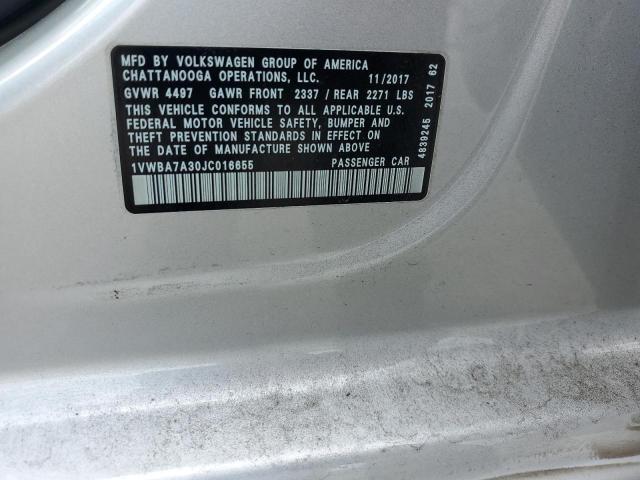 MFD BY VOLKSWAGEN GROUP OF AMERICA
CHATTANOOGA OPERATIONS, LLC. 11/2017
GVWR 4497 GAWR FRONT 2337 / REAR 2271 LBS
THIS VEHICLE CONFORMS TO ALL APPLICABLE U.S.
FEDERAL MOTOR VEHICLE SAFETY, BUMPER AND
THEFT PREVENTION STANDARDS IN EFFECT ON THE
DATE OF MANUFACTURE SHOWN ABOVE
1VWBA7A30JC016655 PASSENGER CAR
4839245 2017 62